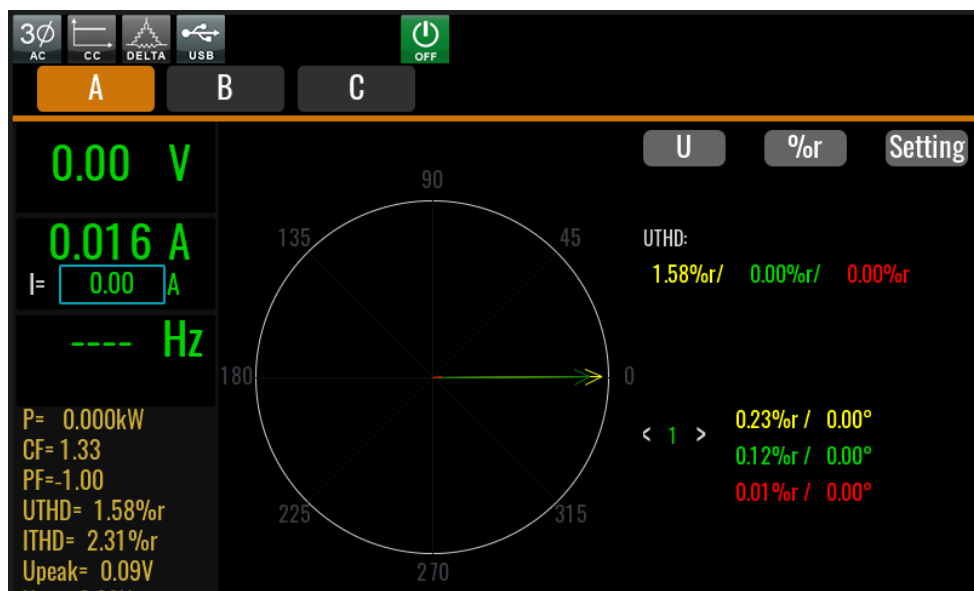 3Ø AC CC DELTA USB OFF
A B C
0.00 V
U %r Setting
90
0.016 A
135 45
UTHD:
I= 0.00 A
1.58%r/ 0.00%r/ 0.00%r
---- Hz
180 0
P= 0.000kW
0.23%r / 0.00°
< 1 >
CF= 1.33
0.12%r / 0.00°
PF=-1.00
0.01%r / 0.00°
UTHD= 1.58%r
225 315
ITHD= 2.31%r
Upeak= 0.09V
270